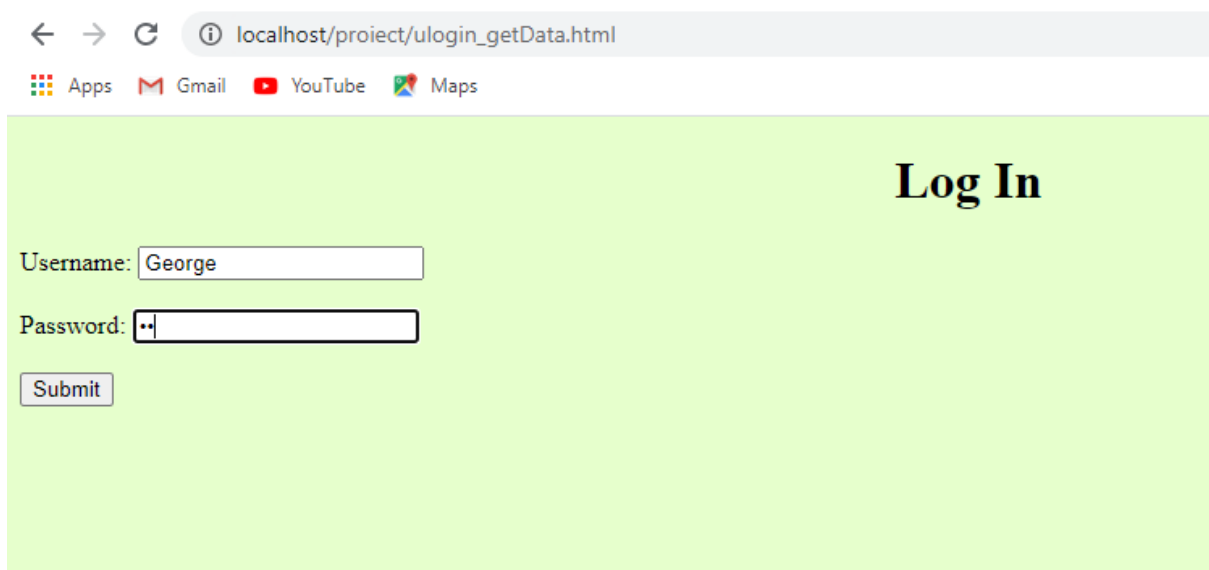 localhost/proiect/ulogin_getData.html
Apps Gmail YouTube Maps
Log In
Username: George
Password: ••
Submit